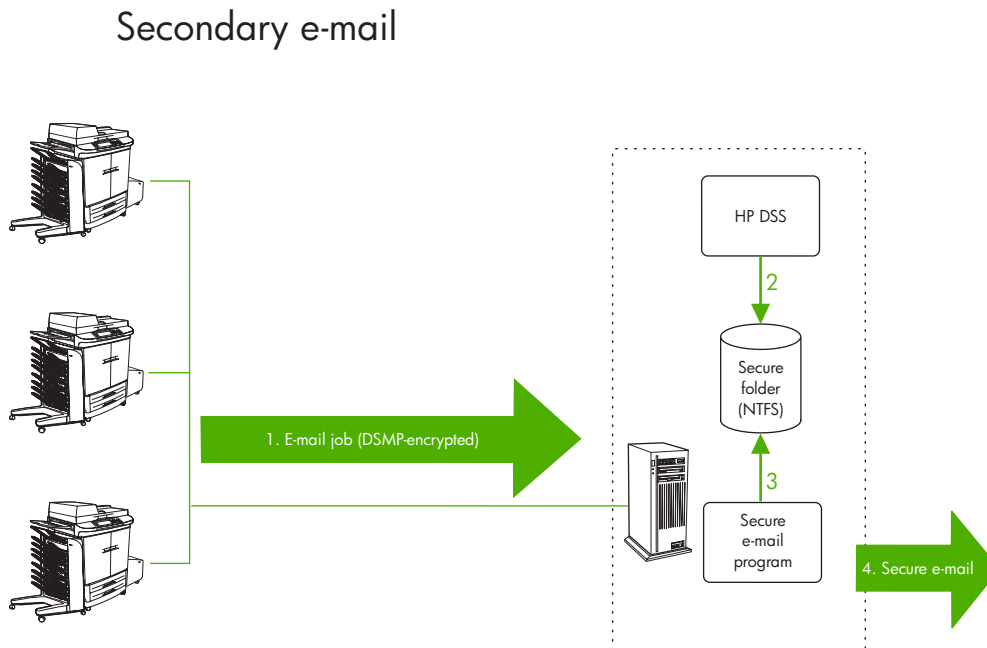 Secondary e-mail
HP DSS
2
Secure
folder
(NTFS)
1. E-mail job (DSMP-encrypted)
3
Secure
e-mail
program
4. Secure e-mail